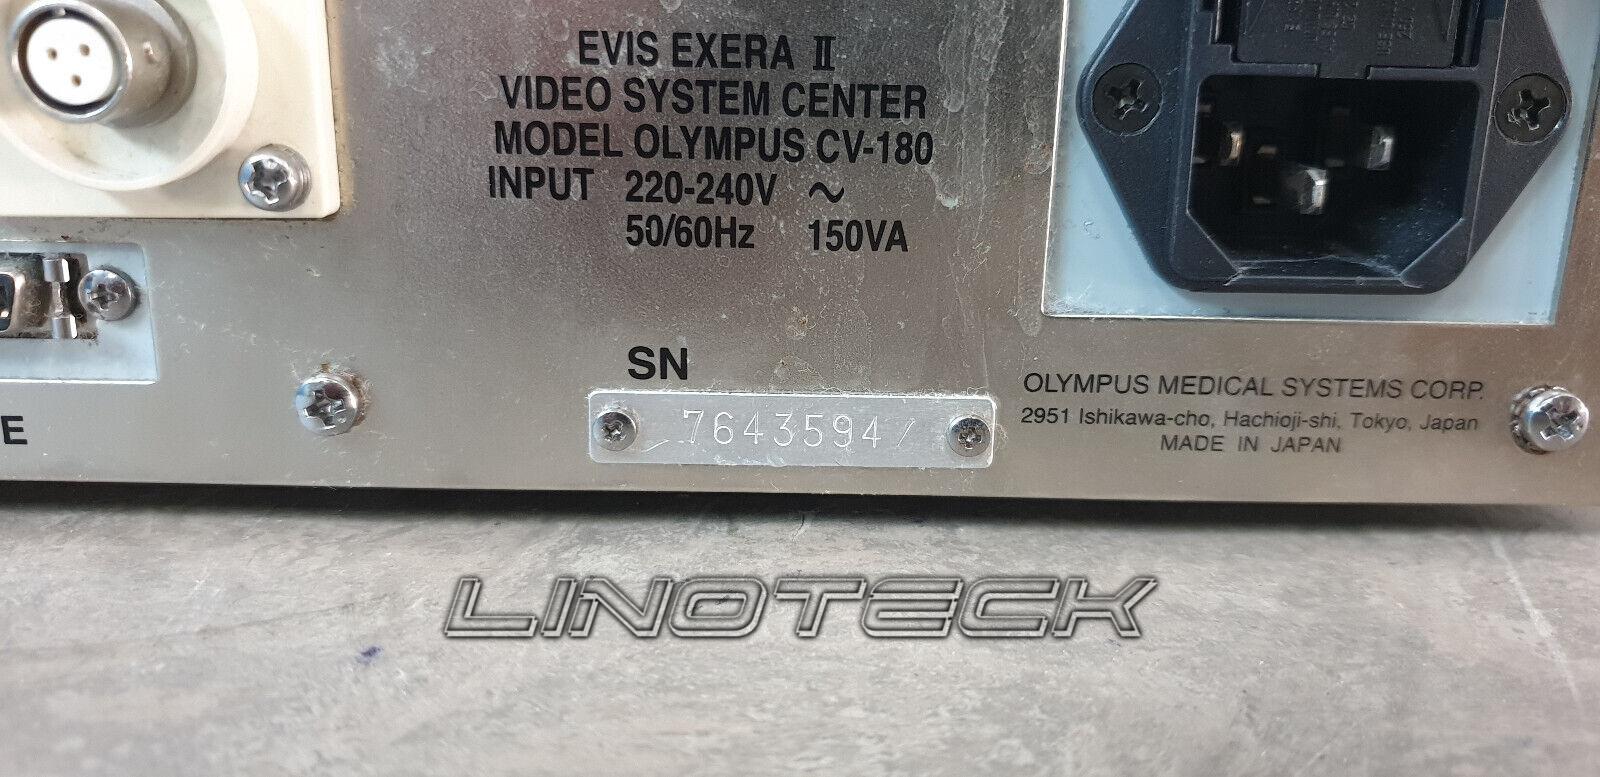 EVIS EXERA II
VIDEO SYSTEM CENTER
MODEL OLYMPUS CV-180
INPUT 220-240V ~
50/60Hz 150VA
SN
7643594/
OLYMPUS MEDICAL SYSTEMS CORP.
2951 Ishikawa-cho, Hachioji-shi, Tokyo, Japan
MADE IN JAPAN
E
LINOTECK